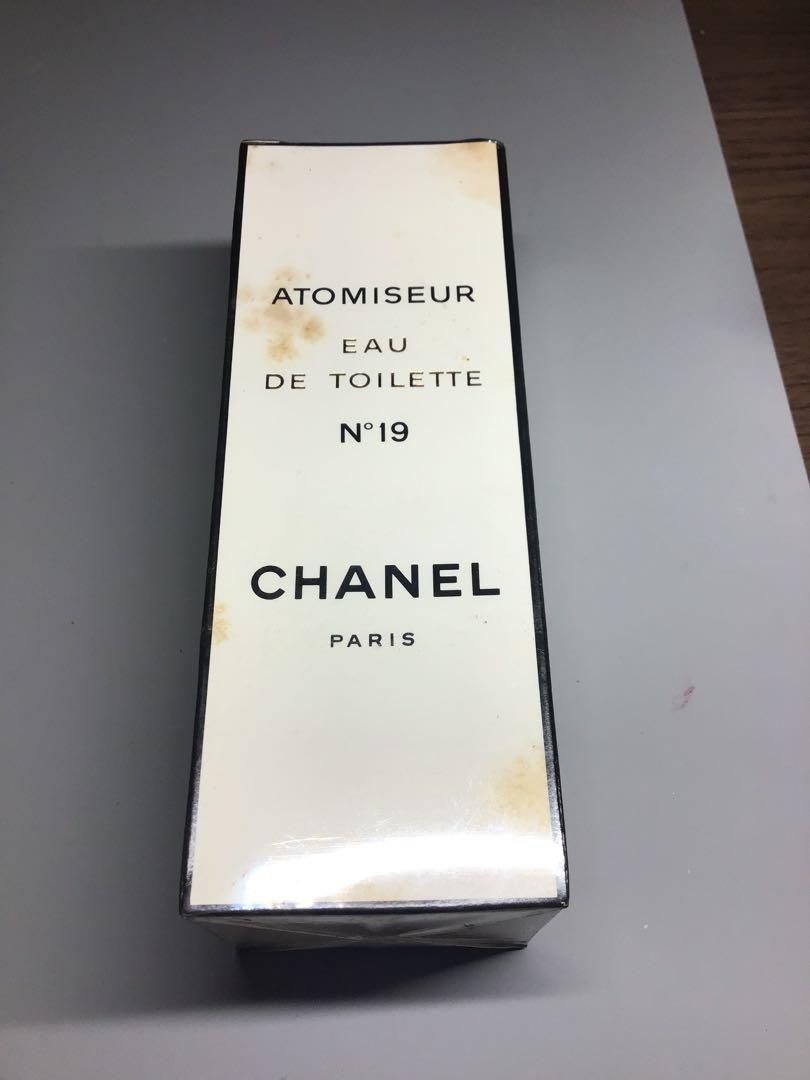 ATOMISEUR
EAU
DE TOILETTE
N°19
CHANEL
PARIS